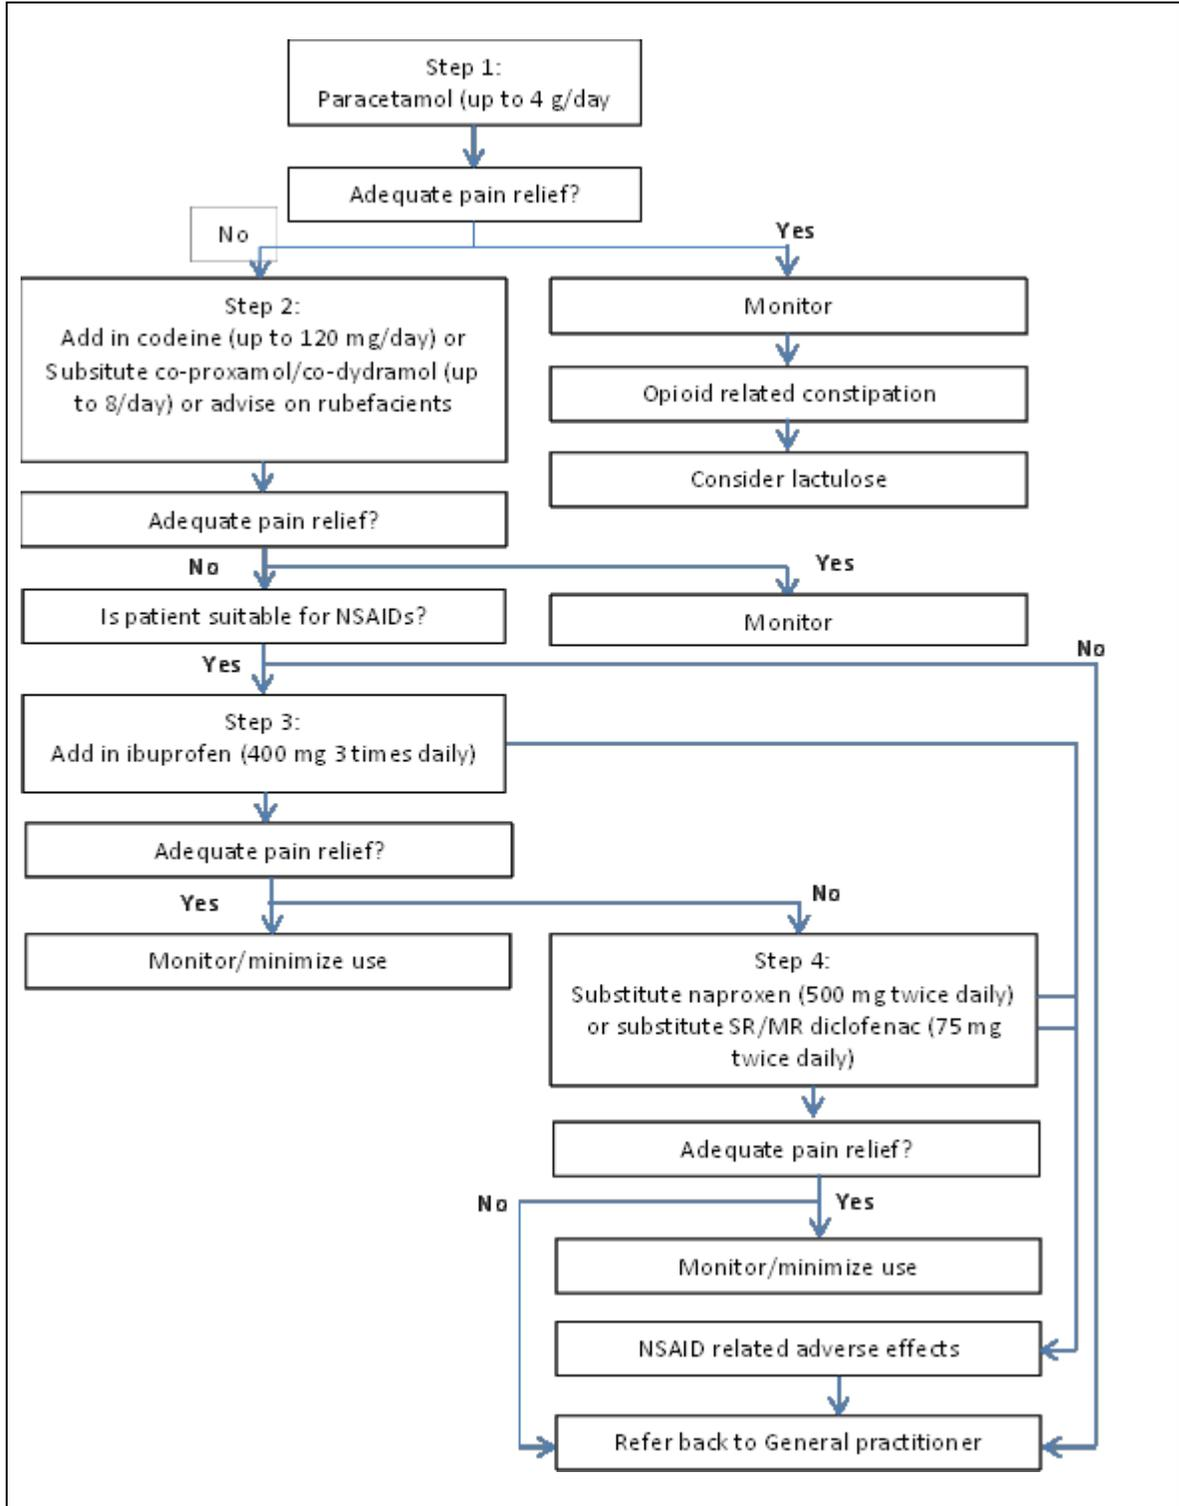 Step 1:
Paracetamol (up to 4 g/day
Adequate pain relief?
No
Yes
Step 2:
Add in codeine (up to 120 mg/day) or
Subsitute co-proxamol/co-dydramol (up
to 8/day) or advise on rubefacients
Monitor
Opioid related constipation
Consider lactulose
Adequate pain relief?
No
Yes
Is patient suitable for NSAIDs?
Monitor
Yes
No
Step 3:
Add in ibuprofen (400 mg 3 times daily)
Adequate pain relief?
Yes
No
Monitor/minimize use
Step 4:
Substitute naproxen (500 mg twice daily)
or substitute SR/MR diclofenac (75 mg
twice daily)
Adequate pain relief?
No
Yes
Monitor/minimize use
NSAID related adverse effects
Refer back to General practitioner